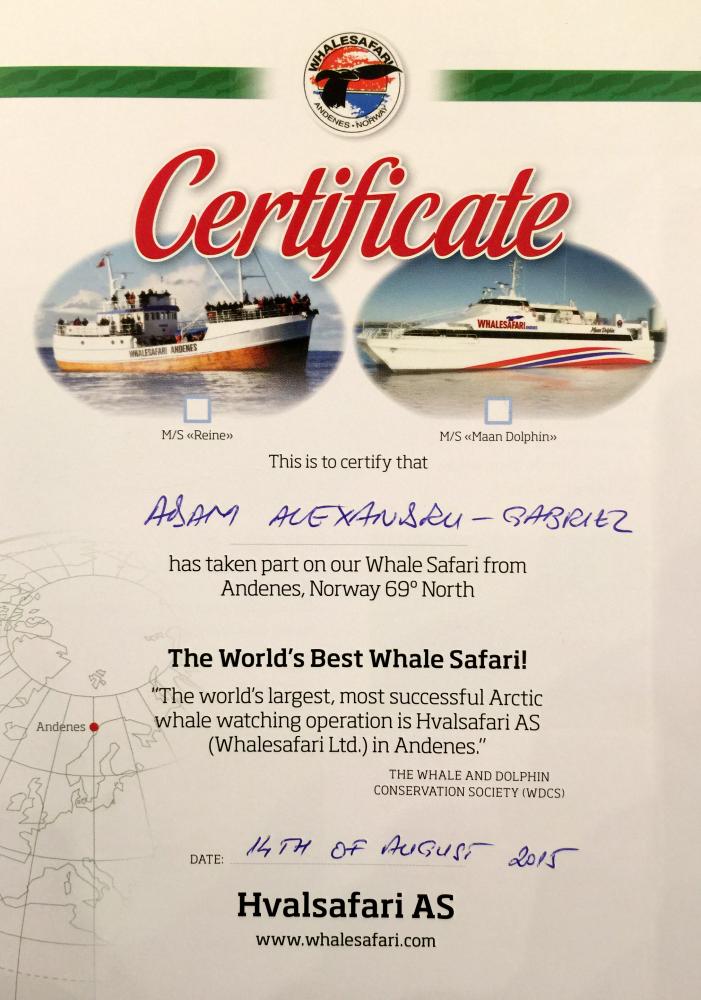 WHALESAFARI
ANDENES • NORWAY
Certificate
WHALESAFARI ANDENES
WHALESAFARI ANDENES
Maan Dolphin
M/S «Reine»
M/S «Maan Dolphin»
This is to certify that
ADAM ALEXANDRU - GABRIEL
has taken part on our Whale Safari from
Andenes, Norway 69° North
The World's Best Whale Safari!
"The world's largest, most successful Arctic
whale watching operation is Hvalsafari AS
(Whalesafari Ltd.) in Andenes."
Andenes
THE WHALE AND DOLPHIN
CONSERVATION SOCIETY (WDCS)
DATE: 14TH OF AUGUST 2015
Hvalsafari AS
www.whalesafari.com